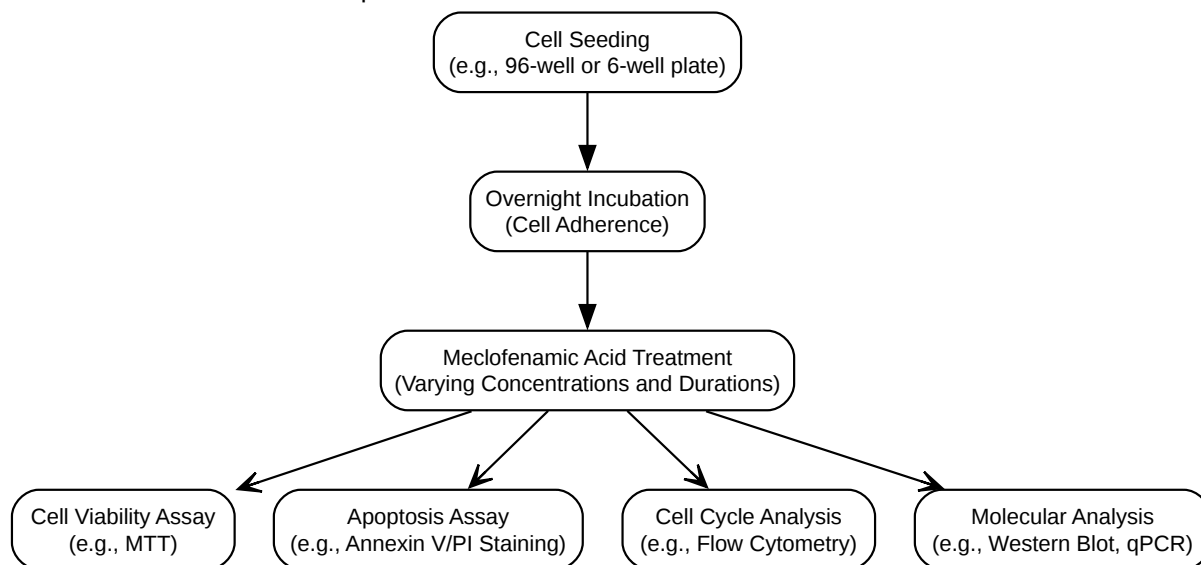 Cell Seeding
(e.g., 96-well or 6-well plate)
Overnight Incubation
(Cell Adherence)
Meclofenamic Acid Treatment
(Varying Concentrations and Durations)
Cell Viability Assay
(e.g., MTT)
Apoptosis Assay
(e.g., Annexin V/PI Staining)
Cell Cycle Analysis
(e.g., Flow Cytometry)
Molecular Analysis
(e.g., Western Blot, qPCR)